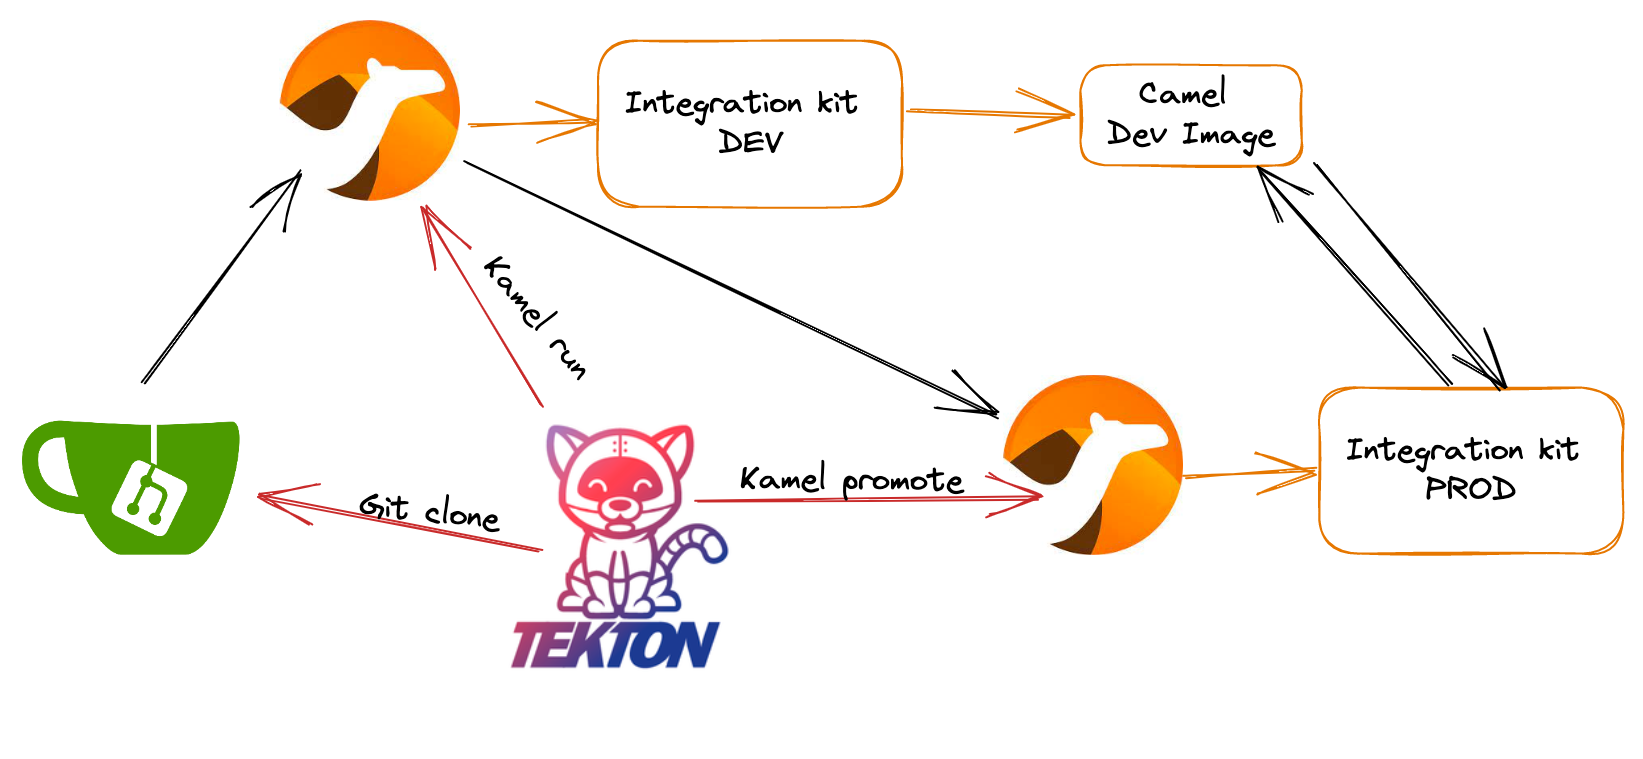 Integration kit
DEV
Camel
Dev Image
Kamel run
Git clone
Kamel promote
Integration kit
PROD
TEKTON